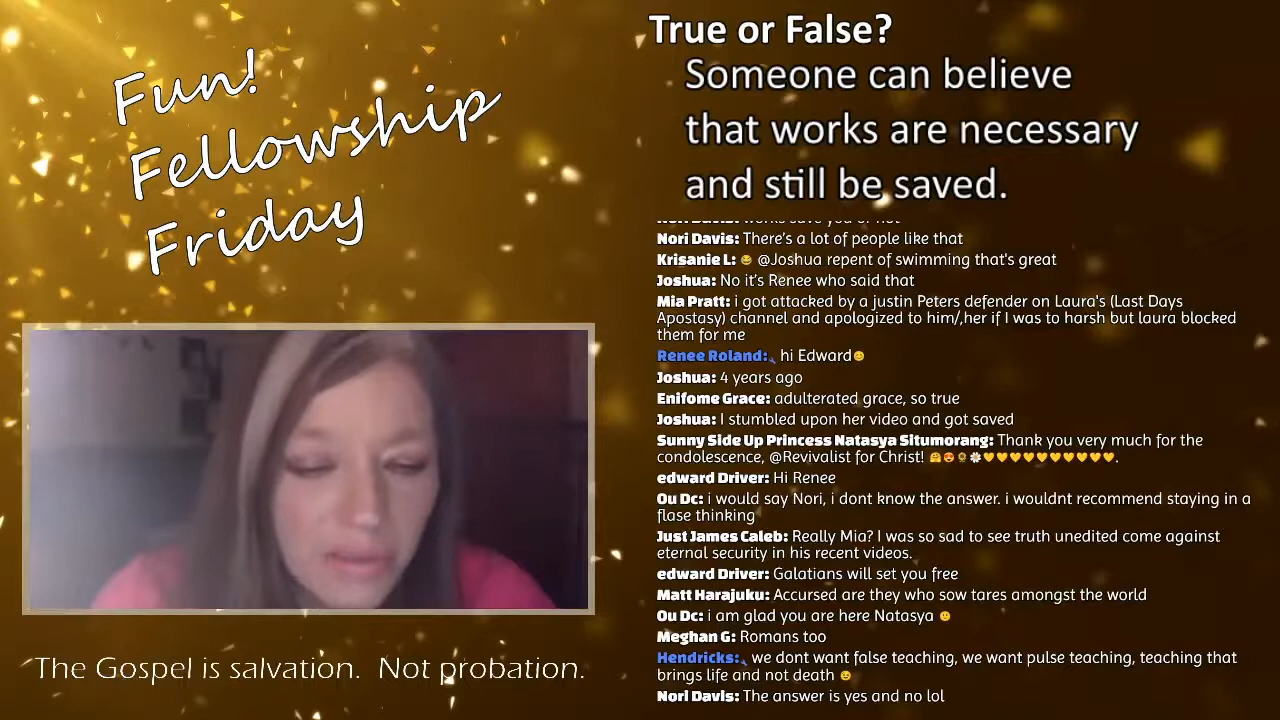 Fun!
Fellowship
Friday
The Gospel is salvation. Not probation.
True or False?
Someone can believe
that works are necessary
and still be saved.
Nori Davis: works save you or not
Nori Davis: There's a lot of people like that
Krisanie L: 😂 @Joshua repent of swimming that's great
Joshua: No it's Renee who said that
Mia Pratt: i got attacked by a justin Peters defender on Laura's (Last Days
Apostasy) channel and apologized to him/,her if I was to harsh but laura blocked
them for me
Renee Roland: hi Edward😊
Joshua: 4 years ago
Enifome Grace: adulterated grace, so true
Joshua: I stumbled upon her video and got saved
Sunny Side Up Princess Natasya Situmorang: Thank you very much for the
condolescence, @Revivalist for Christ! 🤗😍🌻🌼💛💛💛💛💛💛💛💛💛💛.
edward Driver: Hi Renee
Ou Dc: i would say Nori, i dont know the answer. i wouldnt recommend staying in a
flase thinking
Just James Caleb: Really Mia? I was so sad to see truth unedited come against
eternal security in his recent videos.
edward Driver: Galatians will set you free
Matt Harajuku: Accursed are they who sow tares amongst the world
Ou Dc: i am glad you are here Natasya 🙂
Meghan G: Romans too
Hendricks: we dont want false teaching, we want pulse teaching, teaching that
brings life and not death 😉
Nori Davis: The answer is yes and no lol